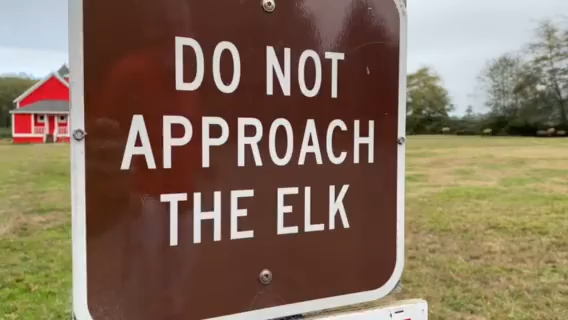 DO NOT
APPROACH
THE ELK